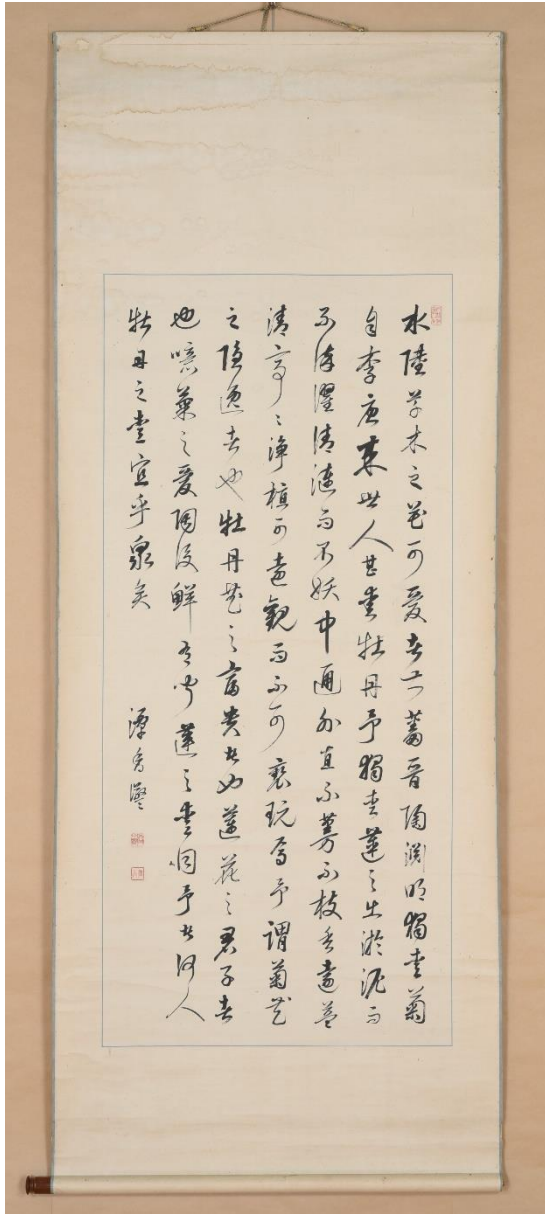 水陸草木之花可愛者甚蕃晉陶淵明獨愛菊
自李唐來世人甚愛牡丹予獨愛蓮之出淤泥而
不染濯清漣而不妖中通外直不蔓不枝香遠益
清亭〻淨植可遠觀而不可褻玩焉予謂菊花
之隱逸者也牡丹花之富貴者也蓮花之君子者
也噫菊之愛陶後鮮有聞蓮之愛同予者何人
牡丹之愛宜乎衆矣